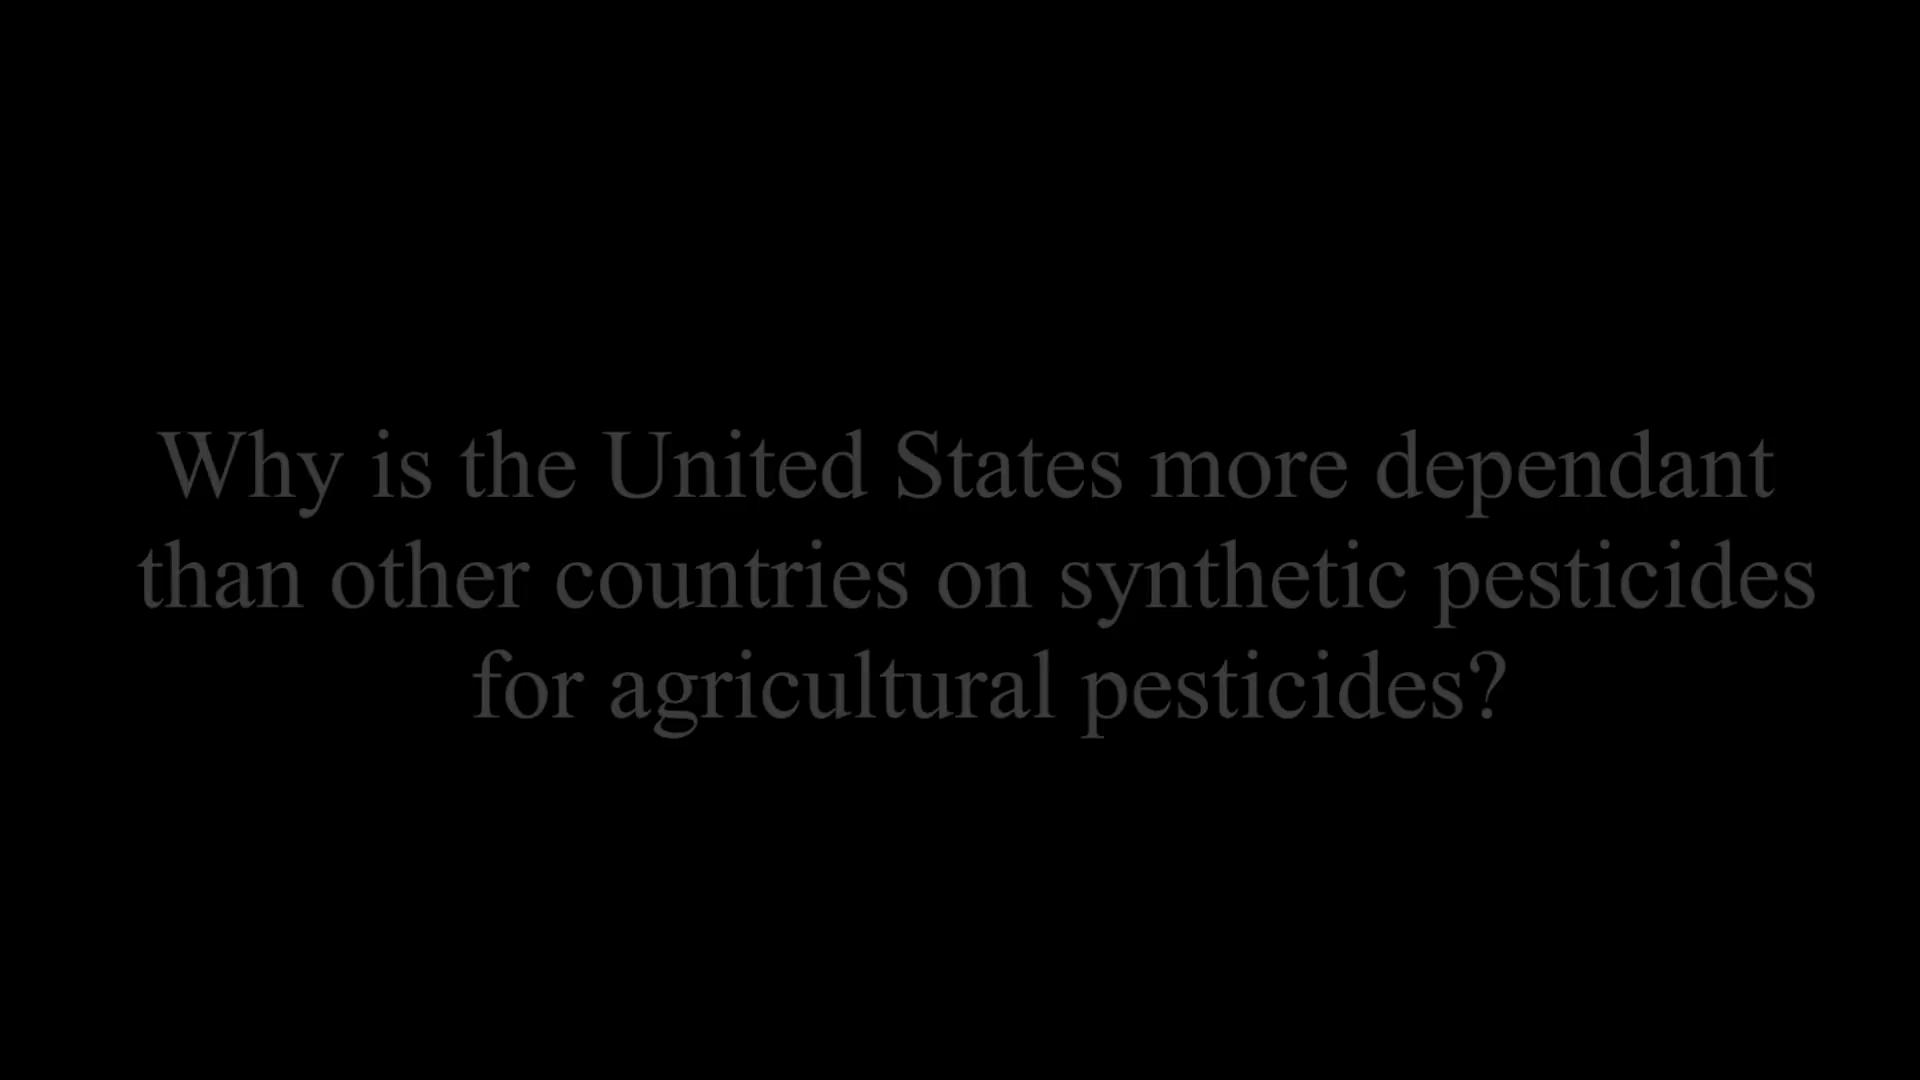 Why is the United States more dependant
than other countries on synthetic pesticides
for agricultural pesticides?